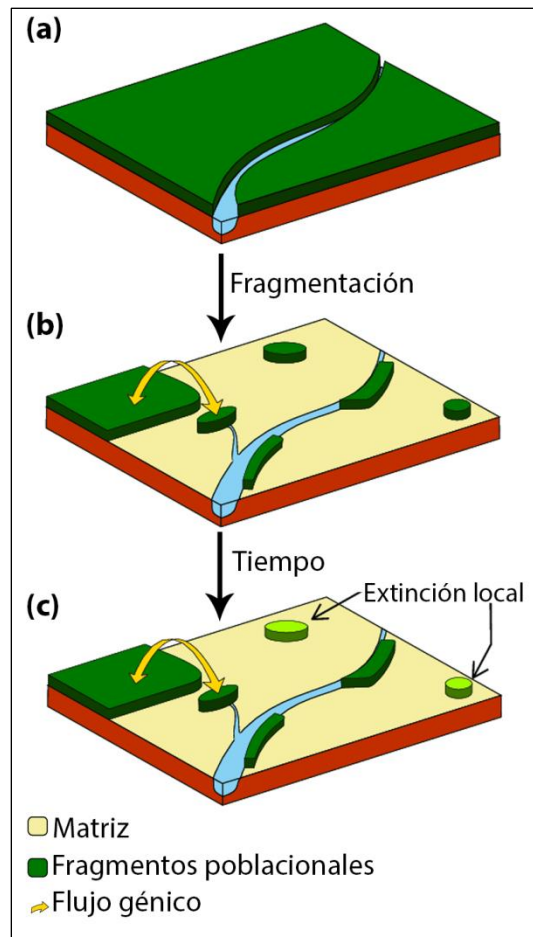 (a)
Fragmentación
(b)
Tiempo
(c)
Extinción local
Matriz
Fragmentos poblacionales
Flujo génico